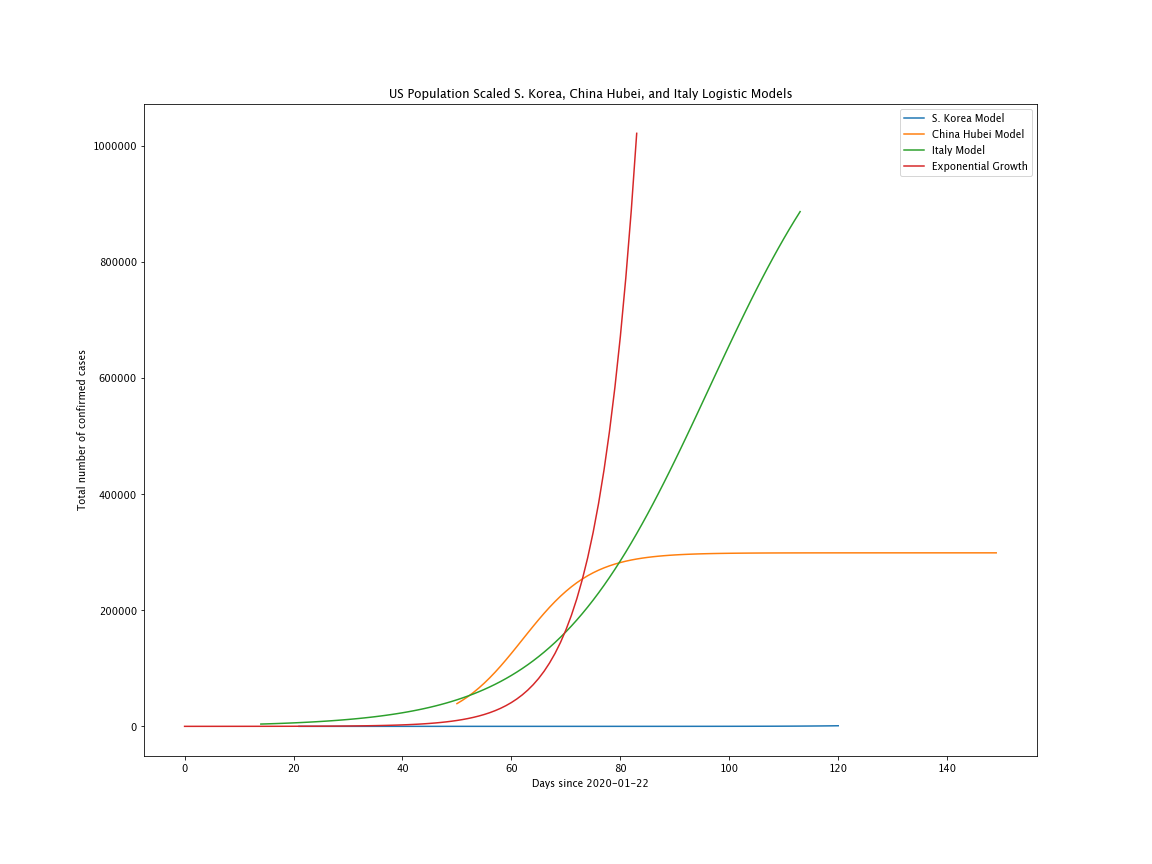 US Population Scaled S. Korea, China Hubei, and Italy Logistic Models
S. Korea Model
China Hubei Model
Italy Model
Exponential Growth
Total number of confirmed cases
1000000
800000
600000
400000
200000
0
0 20 40 60 80 100 120 140
Days since 2020-01-22